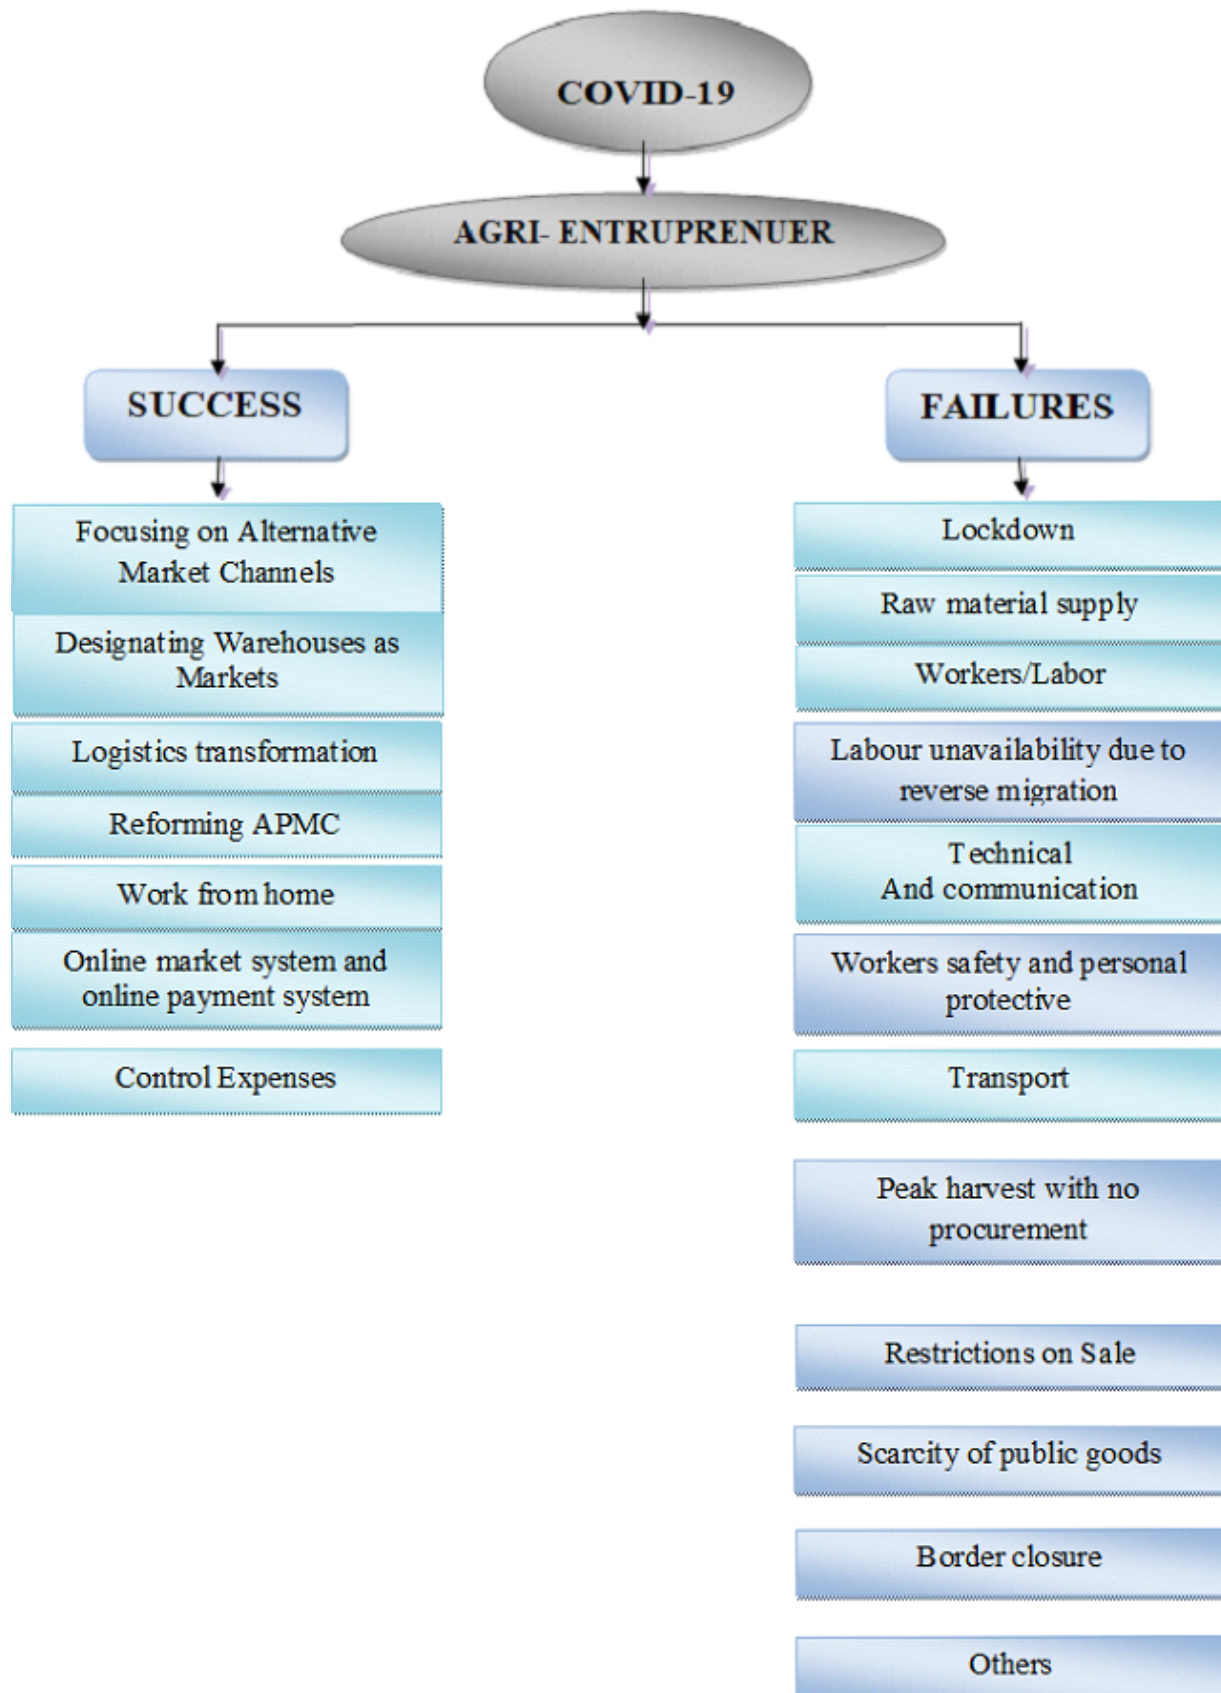 COVID-19
AGRI- ENTRUPRENUER
SUCCESS
Focusing on Alternative
Market Channels
Designating Warehouses as
Markets
Logistics transformation
Reforming APMC
Work from home
Online market system and
online payment system
Control Expenses
FAILURES
Lockdown
Raw material supply
Workers/Labor
Labour unavailability due to
reverse migration
Technical
And communication
Workers safety and personal
protective
Transport
Peak harvest with no
procurement
Restrictions on Sale
Scarcity of public goods
Border closure
Others